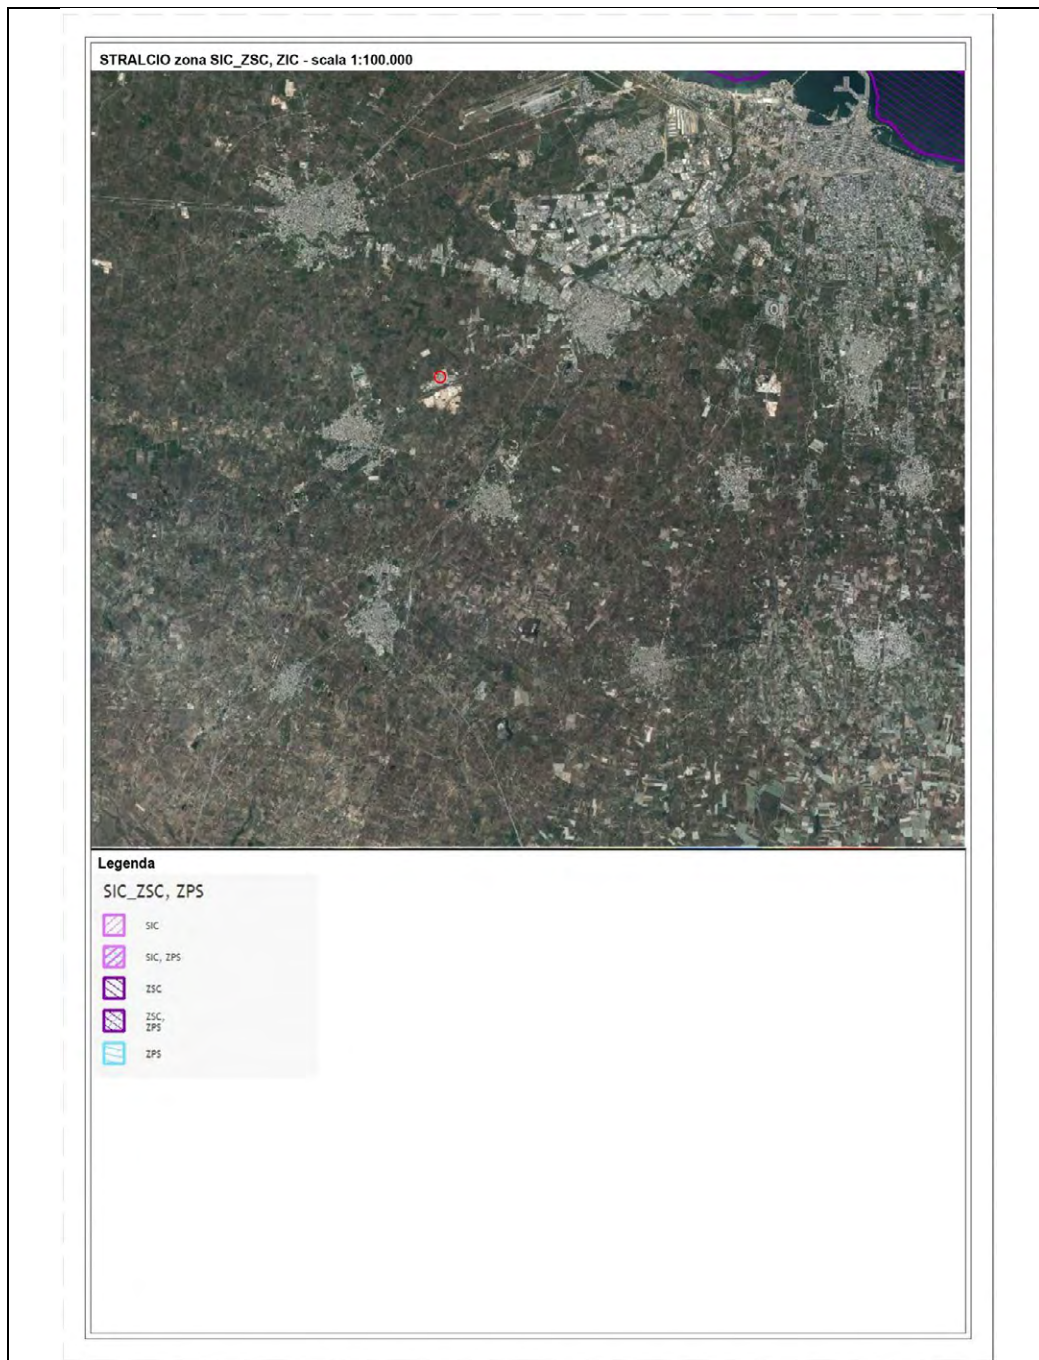 STRALCIO zona SIC_ZSC, ZIC - scala 1:100.000
Legenda
SIC_ZSC, ZPS
SIC
SIC, ZPS
ZSC
ZSC,
ZPS
ZPS